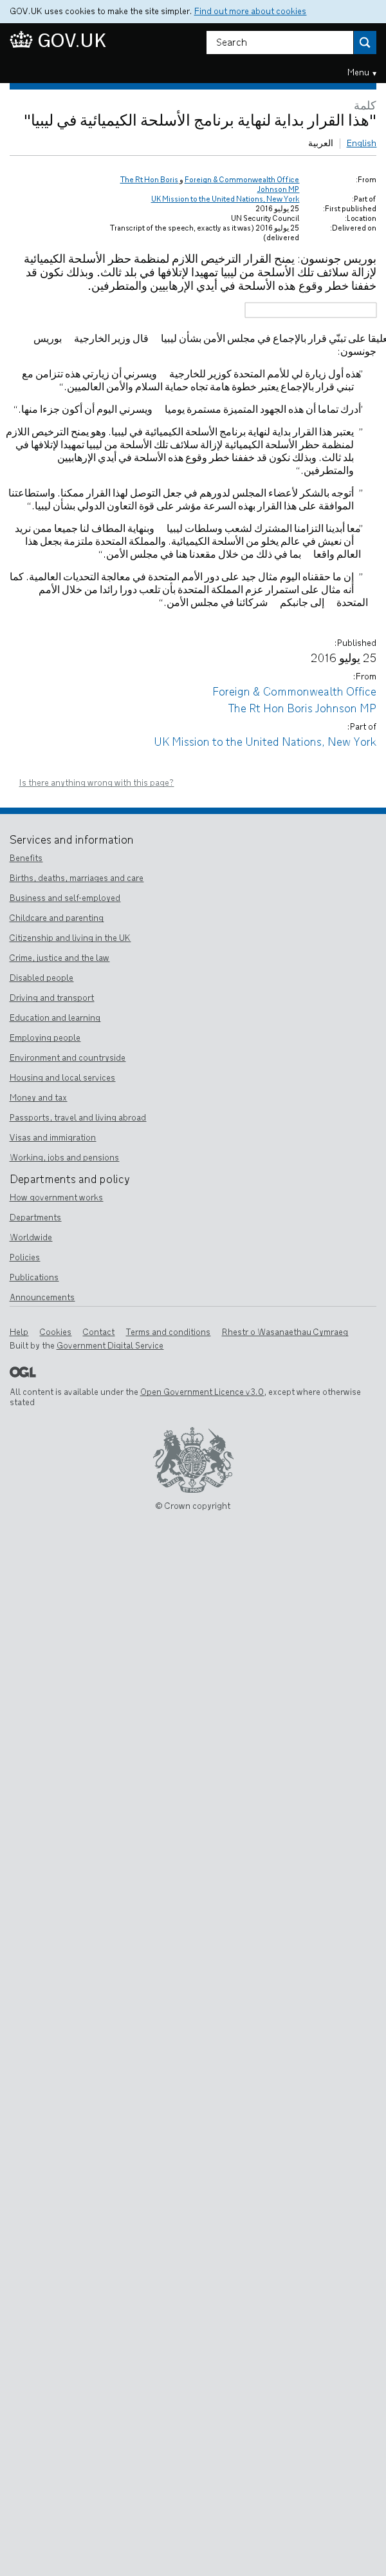 GOV.UK uses cookies to make the site simpler. Find out more about cookies
GOV.UK
Search
Menu ▾
كلمة
"هذا القرار بداية لنهاية برنامج الأسلحة الكيميائية في ليبيا"
English
العربية
From:
Foreign & Commonwealth Office و The Rt Hon Boris
Johnson MP
Part of:
UK Mission to the United Nations, New York
First published:
25 يوليو 2016
Location:
UN Security Council
Delivered on:
25 يوليو 2016 (Transcript of the speech, exactly as it was
delivered)
بوريس جونسون: يمنح القرار الترخيص اللازم لمنظمة حظر الأسلحة الكيميائية
لإزالة سلائف تلك الأسلحة من ليبيا تمهيدا لإتلافها في بلد ثالث. وبذلك نكون قد
خففنا خطر وقوع هذه الأسلحة في أيدي الإرهابيين والمتطرفين.
عليقا على تبنّي قرار بالإجماع في مجلس الأمن بشأن ليبيا قال وزير الخارجية بوريس
جونسون:
"هذه أول زيارة لي للأمم المتحدة كوزير للخارجية ويسرني أن زيارتي هذه تتزامن مع
تبني قرار بالإجماع يعتبر خطوة هامة تجاه حماية السلام والأمن العالميين."
"أدرك تماما أن هذه الجهود المتميزة مستمرة يوميا ويسرني اليوم أن أكون جزءا منها."
" يعتبر هذا القرار بداية لنهاية برنامج الأسلحة الكيميائية في ليبيا. وهو يمنح الترخيص اللازم
لمنظمة حظر الأسلحة الكيميائية لإزالة سلائف تلك الأسلحة من ليبيا تمهيدا لإتلافها في
بلد ثالث. وبذلك نكون قد خففنا خطر وقوع هذه الأسلحة في أيدي الإرهابيين
والمتطرفين."
" أتوجه بالشكر لأعضاء المجلس لدورهم في جعل التوصل لهذا القرار ممكنا. واستطاعتنا
الموافقة على هذا القرار بهذه السرعة مؤشر على قوة التعاون الدولي بشأن ليبيا."
"معا أبدينا التزامنا المشترك لشعب وسلطات ليبيا وبنهاية المطاف لنا جميعا ممن نريد
أن نعيش في عالم يخلو من الأسلحة الكيميائية. والمملكة المتحدة ملتزمة بجعل هذا
العالم واقعا بما في ذلك من خلال مقعدنا هنا في مجلس الأمن."
" إن ما حققناه اليوم مثال جيد على دور الأمم المتحدة في معالجة التحديات العالمية. كما
أنه مثال على استمرار عزم المملكة المتحدة بأن تلعب دورا رائدا من خلال الأمم
المتحدة إلى جانبكم شركائنا في مجلس الأمن."
Published:
25 يوليو 2016
From:
Foreign & Commonwealth Office
The Rt Hon Boris Johnson MP
Part of:
UK Mission to the United Nations, New York
Is there anything wrong with this page?
Services and information
Benefits
Births, deaths, marriages and care
Business and self-employed
Childcare and parenting
Citizenship and living in the UK
Crime, justice and the law
Disabled people
Driving and transport
Education and learning
Employing people
Environment and countryside
Housing and local services
Money and tax
Passports, travel and living abroad
Visas and immigration
Working, jobs and pensions
Departments and policy
How government works
Departments
Worldwide
Policies
Publications
Announcements
Help Cookies Contact Terms and conditions Rhestr o Wasanaethau Cymraeg
Built by the Government Digital Service
OGL
All content is available under the Open Government Licence v3.0, except where otherwise
stated
© Crown copyright